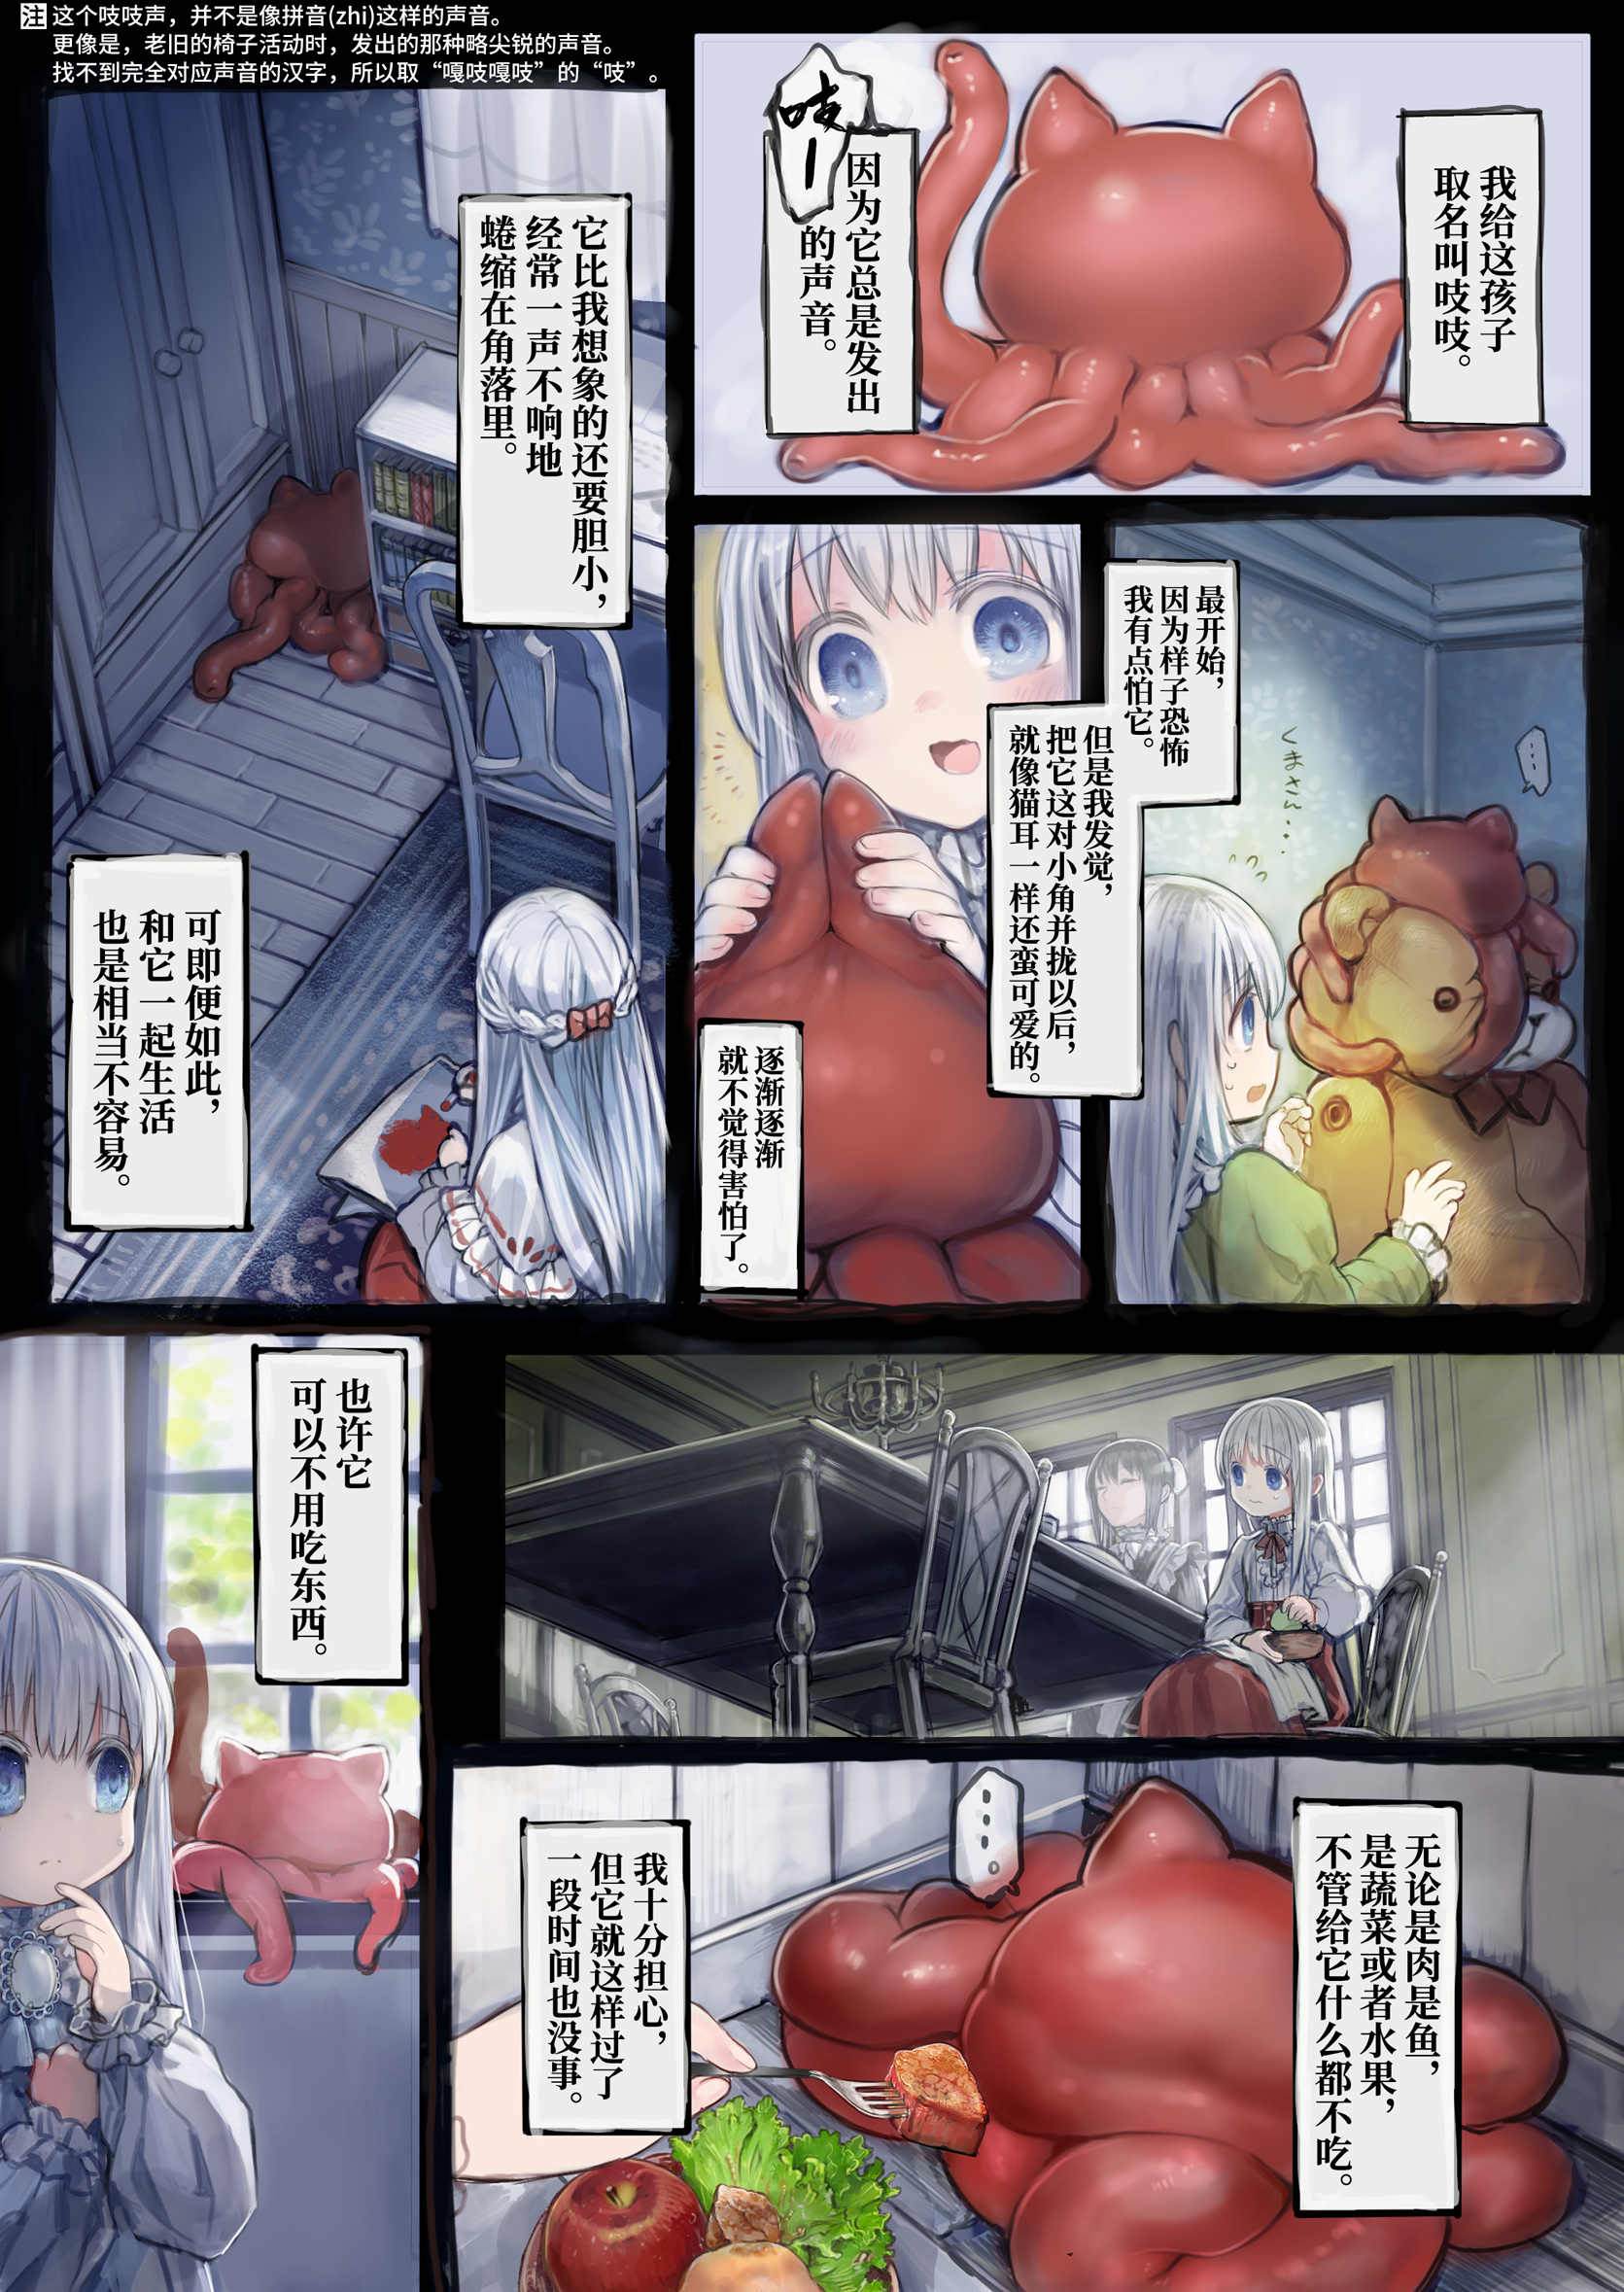 注 这个吱吱声，并不是像拼音(zhi)这样的声音。
更像是，老旧的椅子活动时，发出的那种略尖锐的声音。
找不到完全对应声音的汉字，所以取“嘎吱嘎吱”的“吱”。
我给这孩子
取名叫吱吱。
因为它总是发出
吱ー
的声音。
最开始，
因为样子恐怖
我有点怕它。
くまさん…
…
但是我发觉，
把它这对小角并拢以后，
就像猫耳一样还蛮可爱的。
逐渐逐渐
就不觉得害怕了。
它比我想象的还要胆小，
经常一声不响地
蜷缩在角落里。
可即便如此，
和它一起生活
也是相当不容易。
无论是肉是鱼，
是蔬菜或者水果，
不管给它什么都不吃。
…。
我十分担心，
但它就这样过了
一段时间也没事。
也许它
可以不用吃东西。